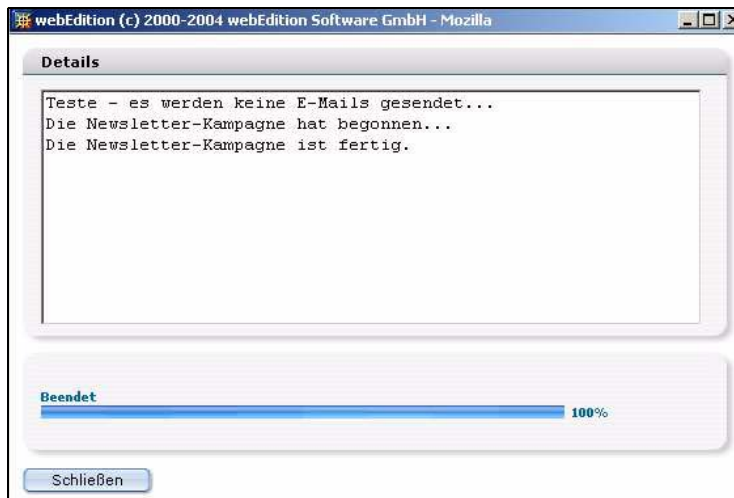 webEdition (c) 2000-2004 webEdition Software GmbH - Mozilla
Details
Teste - es werden keine E-Mails gesendet...
Die Newsletter-Kampagne hat begonnen...
Die Newsletter-Kampagne ist fertig.
Beendet
100%
Schließen